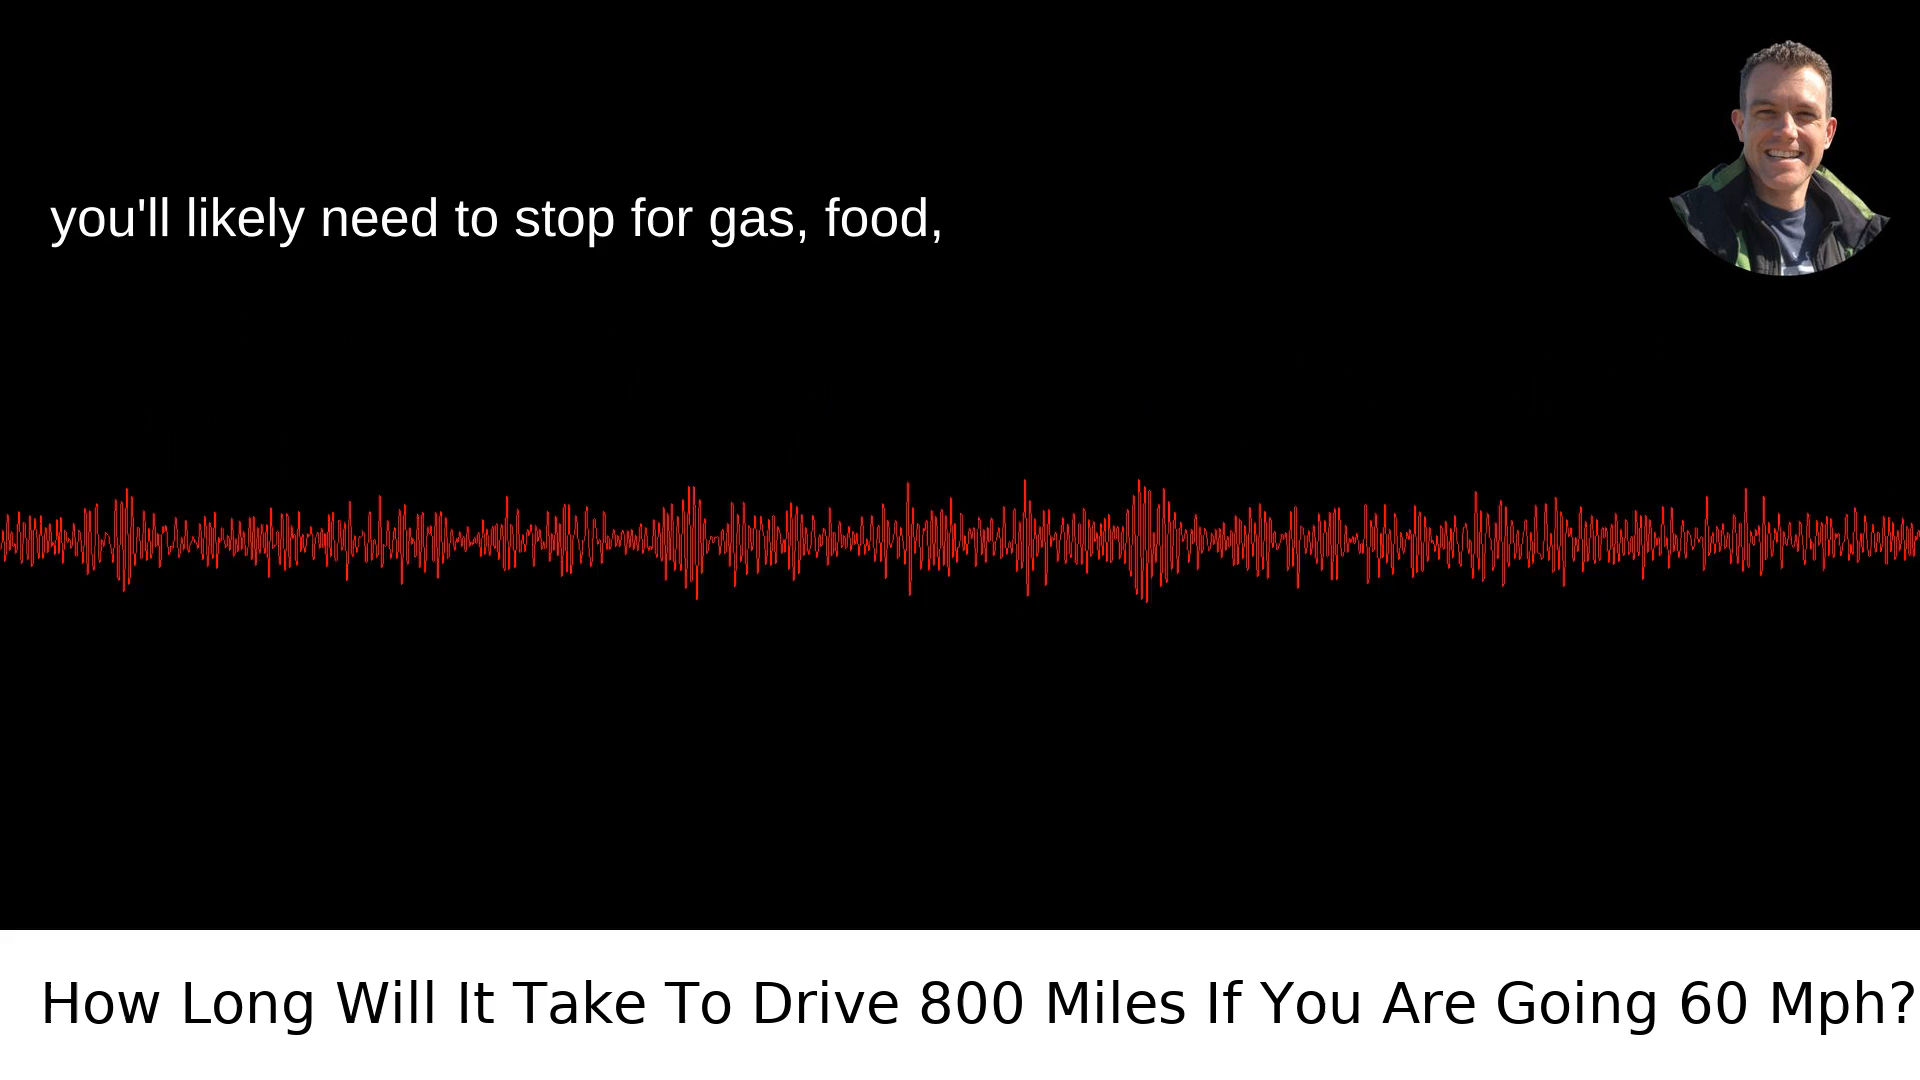 you'll likely need to stop for gas, food,
How Long Will It Take To Drive 800 Miles If You Are Going 60 Mph?